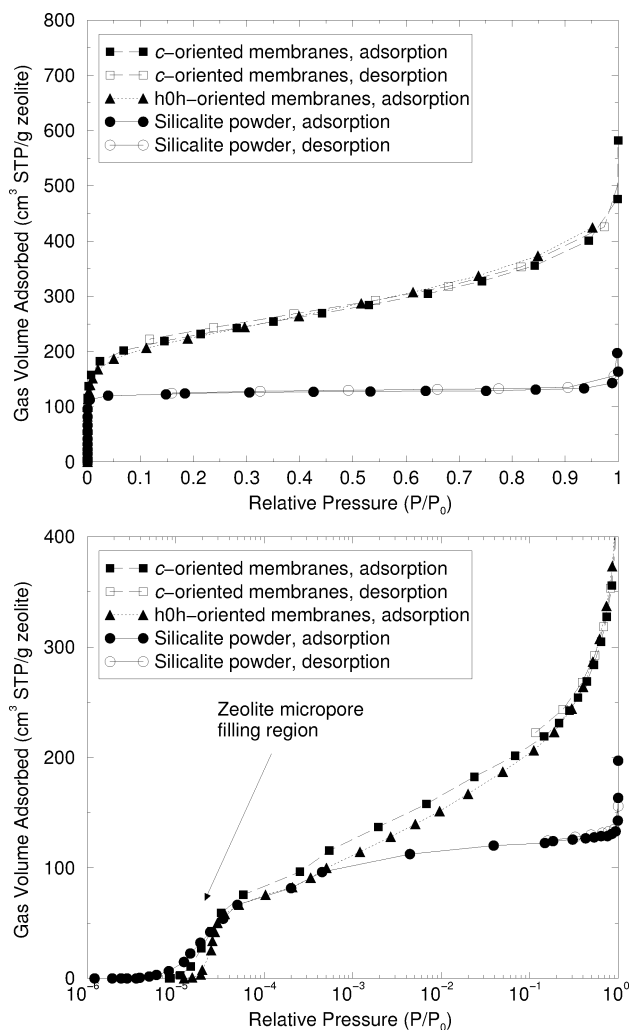 800
700
600
500
400
300
200
100
0
Gas Volume Adsorbed (cm³ STP/g zeolite)
c−oriented membranes, adsorption
c−oriented membranes, desorption
h0h−oriented membranes, adsorption
Silicalite powder, adsorption
Silicalite powder, desorption
0 0.1 0.2 0.3 0.4 0.5 0.6 0.7 0.8 0.9 1
Relative Pressure (P/P₀)
400
300
200
100
0
Gas Volume Adsorbed (cm³ STP/g zeolite)
c−oriented membranes, adsorption
c−oriented membranes, desorption
h0h−oriented membranes, adsorption
Silicalite powder, adsorption
Silicalite powder, desorption
Zeolite micropore
filling region
10⁻⁶ 10⁻⁵ 10⁻⁴ 10⁻³ 10⁻² 10⁻¹ 10⁰
Relative Pressure (P/P₀)